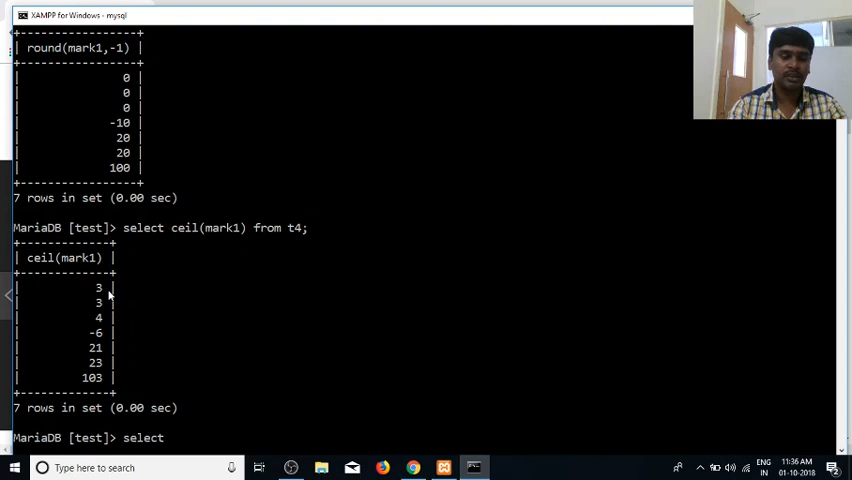 XAMPP for Windows - mysql
+----------------+
| round(mark1,-1) |
+----------------+
| 0 |
| 0 |
| 0 |
| -10 |
| 20 |
| 20 |
| 100 |
+----------------+
7 rows in set (0.00 sec)
MariaDB [test]> select ceil(mark1) from t4;
+-------------+
| ceil(mark1) |
+-------------+
| 3 |
| 3 |
| 4 |
| -6 |
| 21 |
| 23 |
| 103 |
+-------------+
7 rows in set (0.00 sec)
MariaDB [test]> select
Type here to search
ENG
IN
11:36 AM
01-10-2018
2